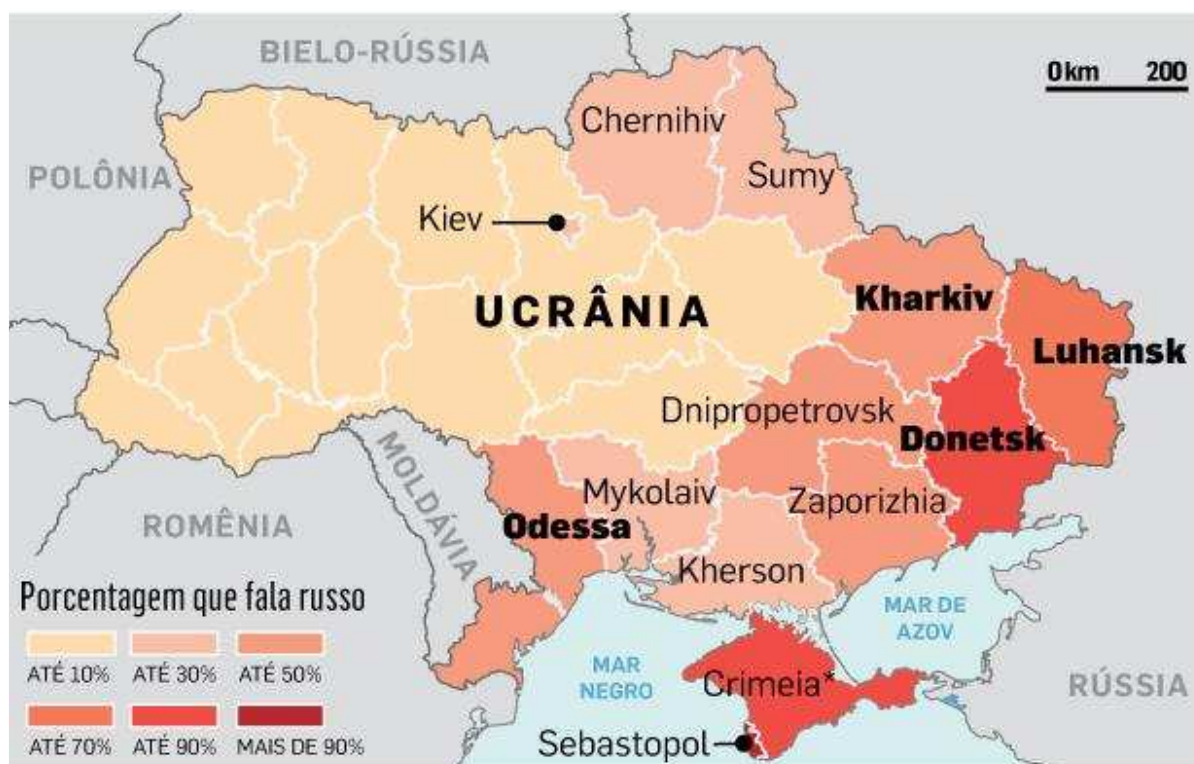 BIELO-RÚSSIA
0km 200
Chernihiv
POLÔNIA
Sumy
Kiev
UCRÂNIA
Kharkiv
Luhansk
Dnipropetrovsk
Donetsk
MOLDÁVIA
Mykolaiv
Zaporizhia
ROMÊNIA
Odessa
Kherson
Porcentagem que fala russo
ATÉ 10% ATÉ 30% ATÉ 50%
ATÉ 70% ATÉ 90% MAIS DE 90%
MAR DE
AZOV
MAR
NEGRO
Crimeia*
RÚSSIA
Sebastopol